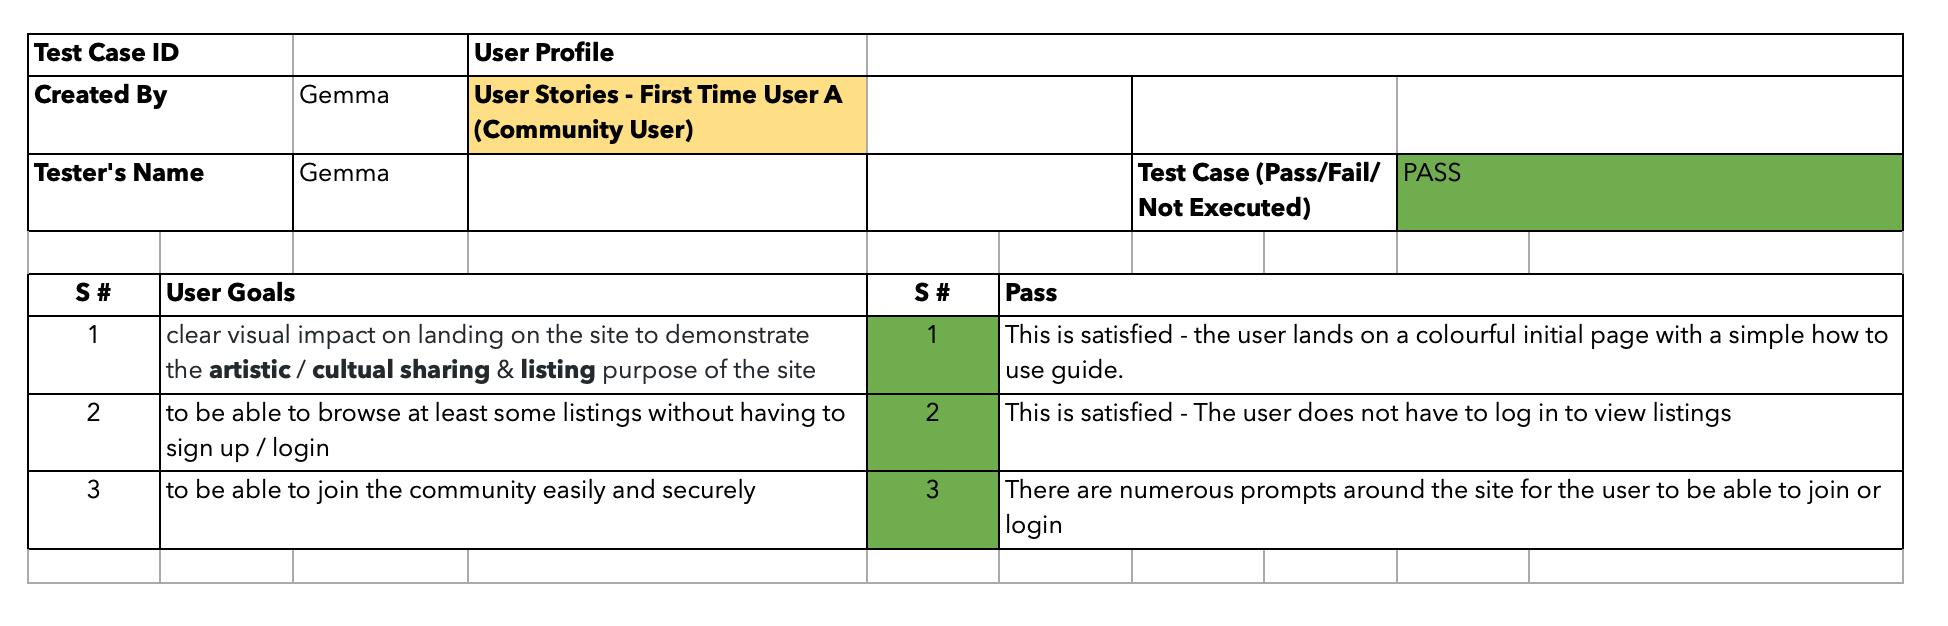 Test Case ID User Profile
Created By Gemma User Stories - First Time User A
(Community User)
Tester's Name Gemma Test Case (Pass/Fail/ PASS
Not Executed)
S # User Goals S # Pass
1 clear visual impact on landing on the site to demonstrate 1 This is satisfied - the user lands on a colourful initial page with a simple how to
the artistic / cultual sharing & listing purpose of the site use guide.
2 to be able to browse at least some listings without having to 2 This is satisfied - The user does not have to log in to view listings
sign up / login
3 to be able to join the community easily and securely 3 There are numerous prompts around the site for the user to be able to join or
login